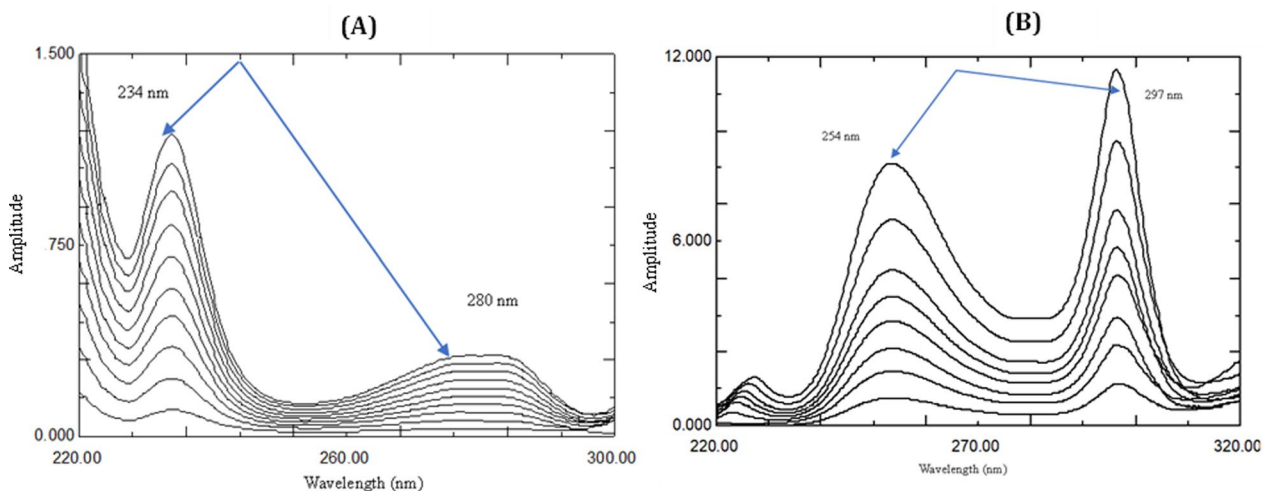 (A)
1.500
234 nm
280 nm
.750
0.000
220.00
260.00
300.00
Wavelength (nm)
Amplitude
(B)
12.000
297 nm
254 nm
6.000
0.000
220.00
270.00
320.00
Wavelength (nm)
Amplitude